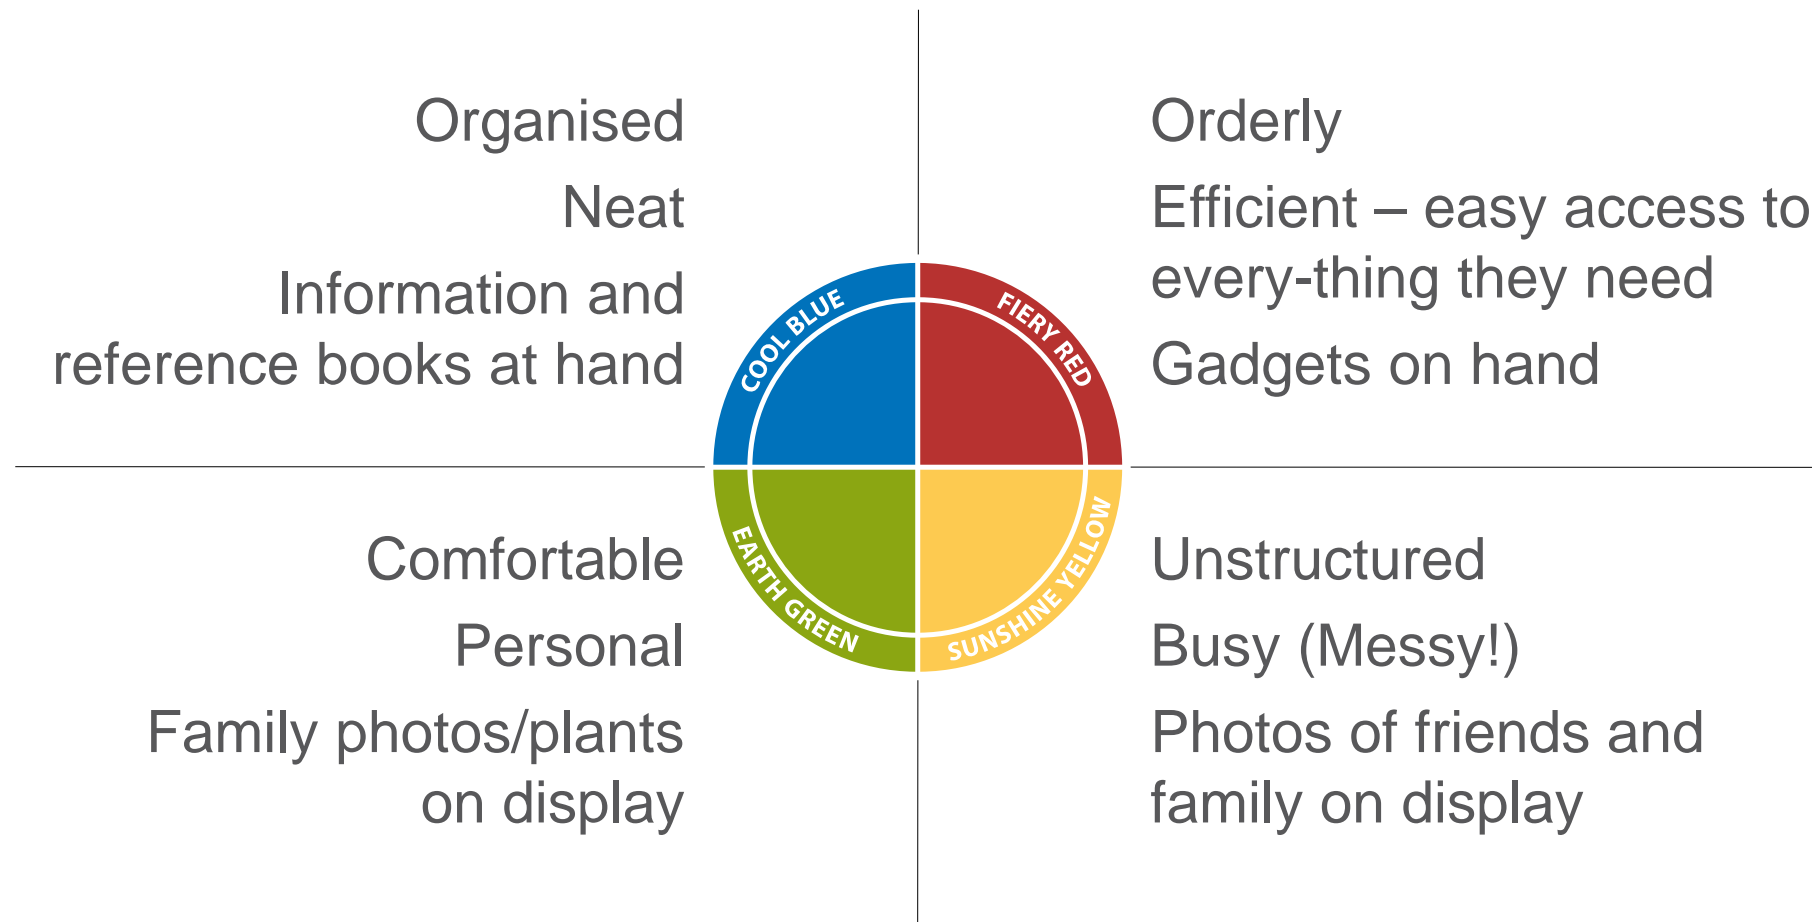 Organised
Neat
Information and
reference books at hand
Orderly
Efficient – easy access to
every-thing they need
Gadgets on hand
COOL BLUE
FIERY RED
EARTH GREEN
SUNSHINE YELLOW
Comfortable
Personal
Family photos/plants
on display
Unstructured
Busy (Messy!)
Photos of friends and
family on display